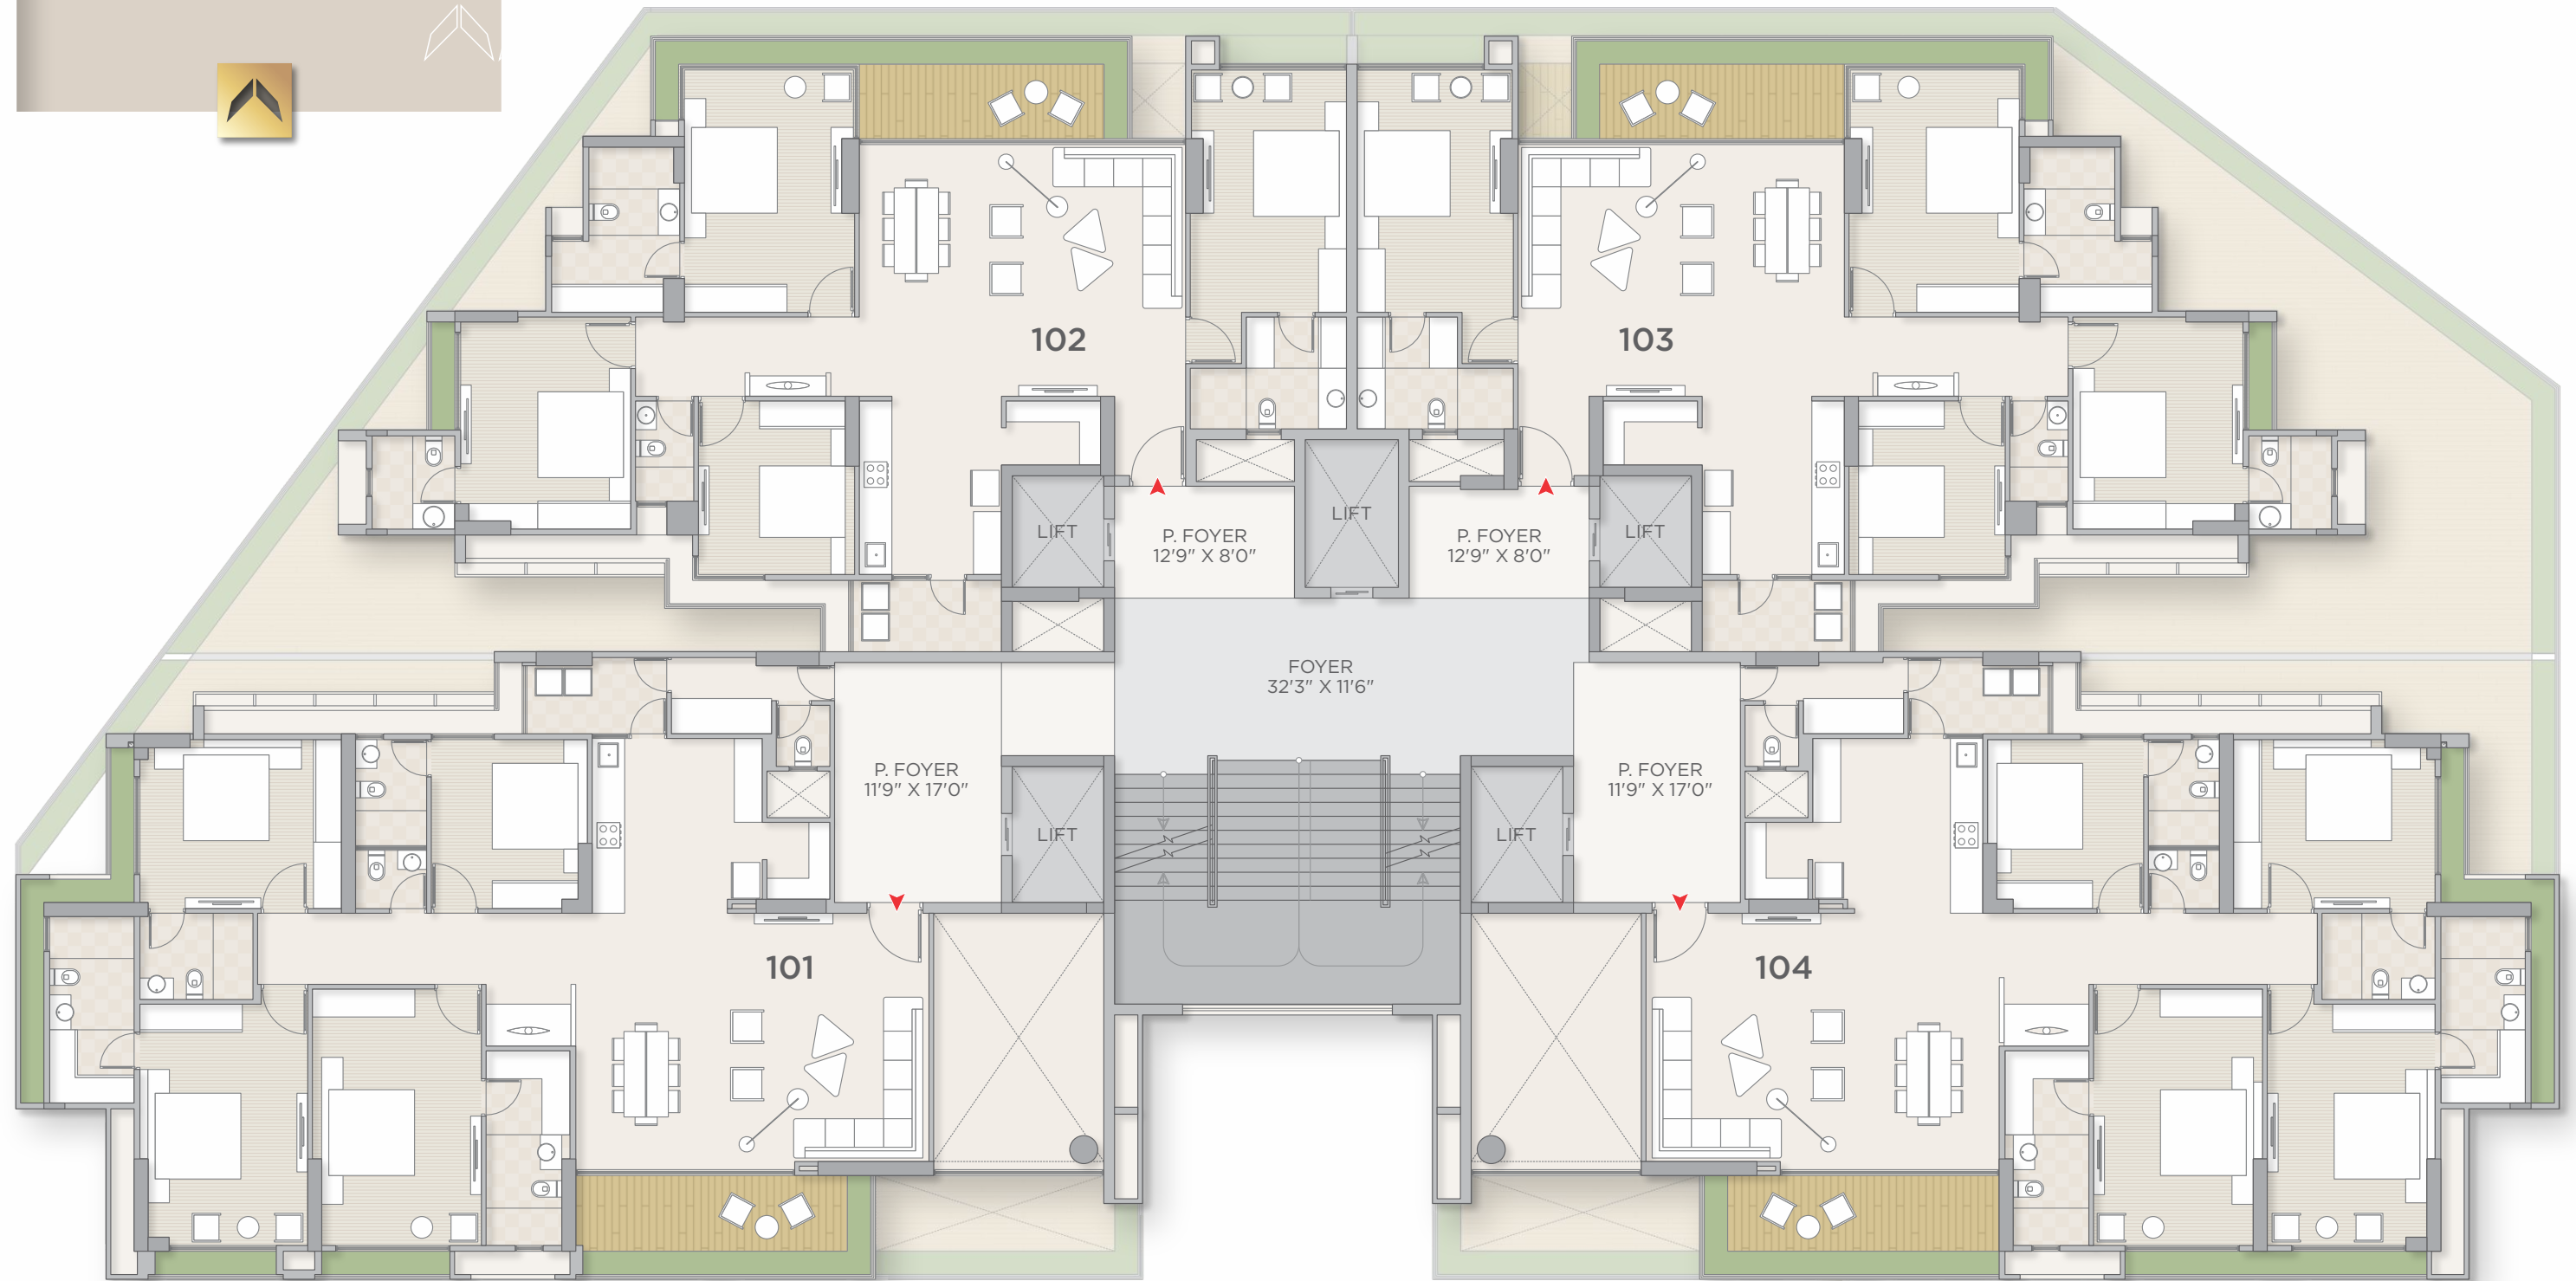 102
103
LIFT
P. FOYER
12'9" X 8'0"
LIFT
P. FOYER
12'9" X 8'0"
LIFT
FOYER
32'3" X 11'6"
P. FOYER
11'9" X 17'0"
LIFT
LIFT
P. FOYER
11'9" X 17'0"
101
104